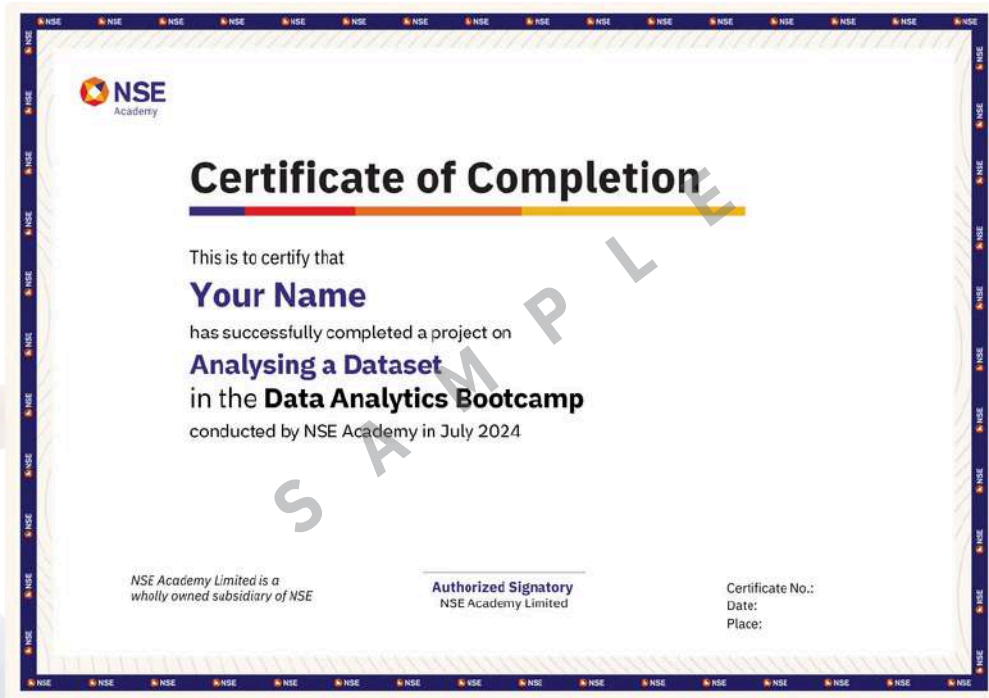 NSE
Academy
Certificate of Completion
This is to certify that
Your Name
has successfully completed a project on
Analysing a Dataset
in the Data Analytics Bootcamp
conducted by NSE Academy in July 2024
SAMPLE
NSE Academy Limited is a
wholly owned subsidiary of NSE
Authorized Signatory
NSE Academy Limited
Certificate No.:
Date:
Place: